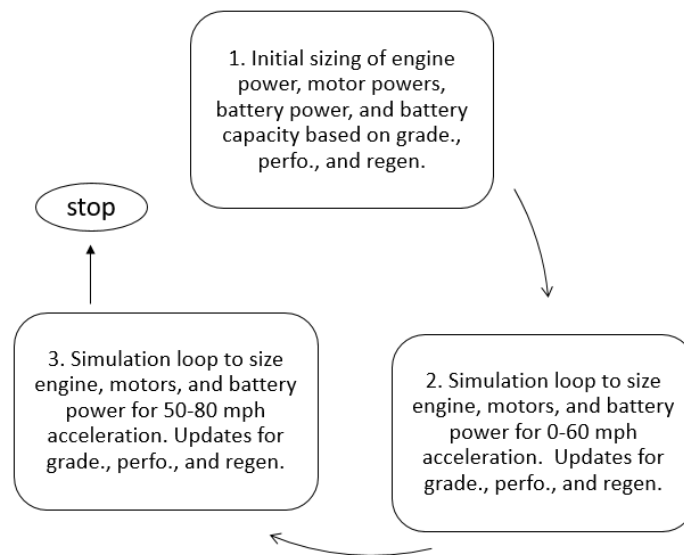 1. Initial sizing of engine
power, motor powers,
battery power, and battery
capacity based on grade.,
perfo., and regen.
stop
3. Simulation loop to size
engine, motors, and battery
power for 50-80 mph
acceleration. Updates for
grade., perfo., and regen.
2. Simulation loop to size
engine, motors, and battery
power for 0-60 mph
acceleration.  Updates for
grade., perfo., and regen.